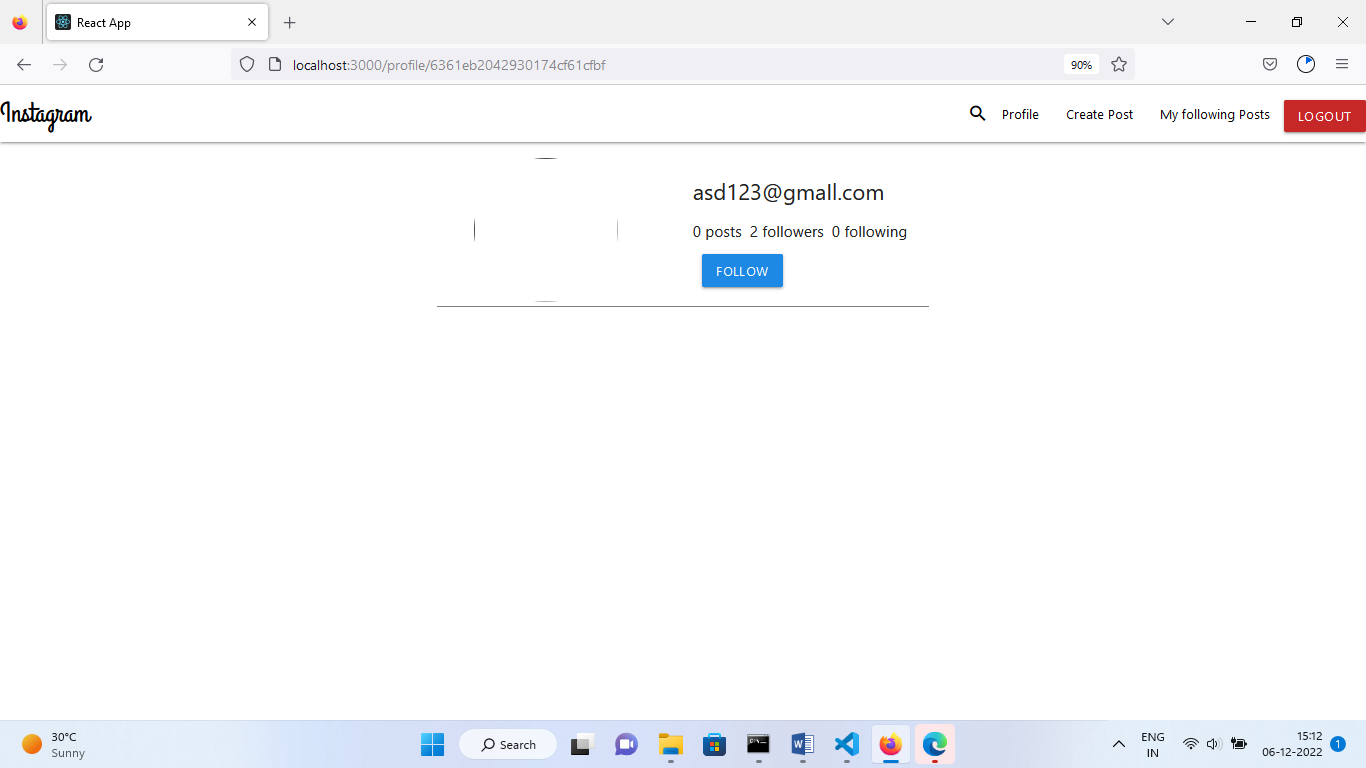 React App
localhost:3000/profile/6361eb2042930174cf61cfbf
90%
Instagram
Profile
Create Post
My following Posts
LOGOUT
asd123@gmall.com
0 posts 2 followers 0 following
FOLLOW
30°C
Sunny
Search
ENG
IN
15:12
06-12-2022
1